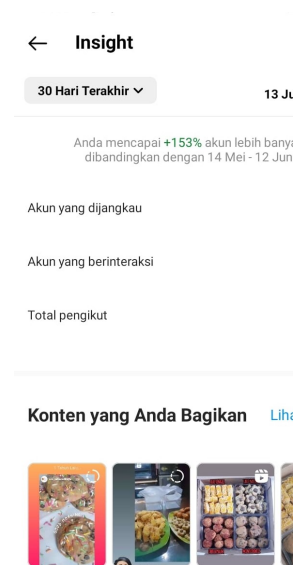 Insight
30 Hari Terakhir
13 Ju
Anda mencapai +153% akun lebih banya
dibandingkan dengan 14 Mei - 12 Jun
Akun yang dijangkau
Akun yang berinteraksi
Total pengikut
Konten yang Anda Bagikan
Liha